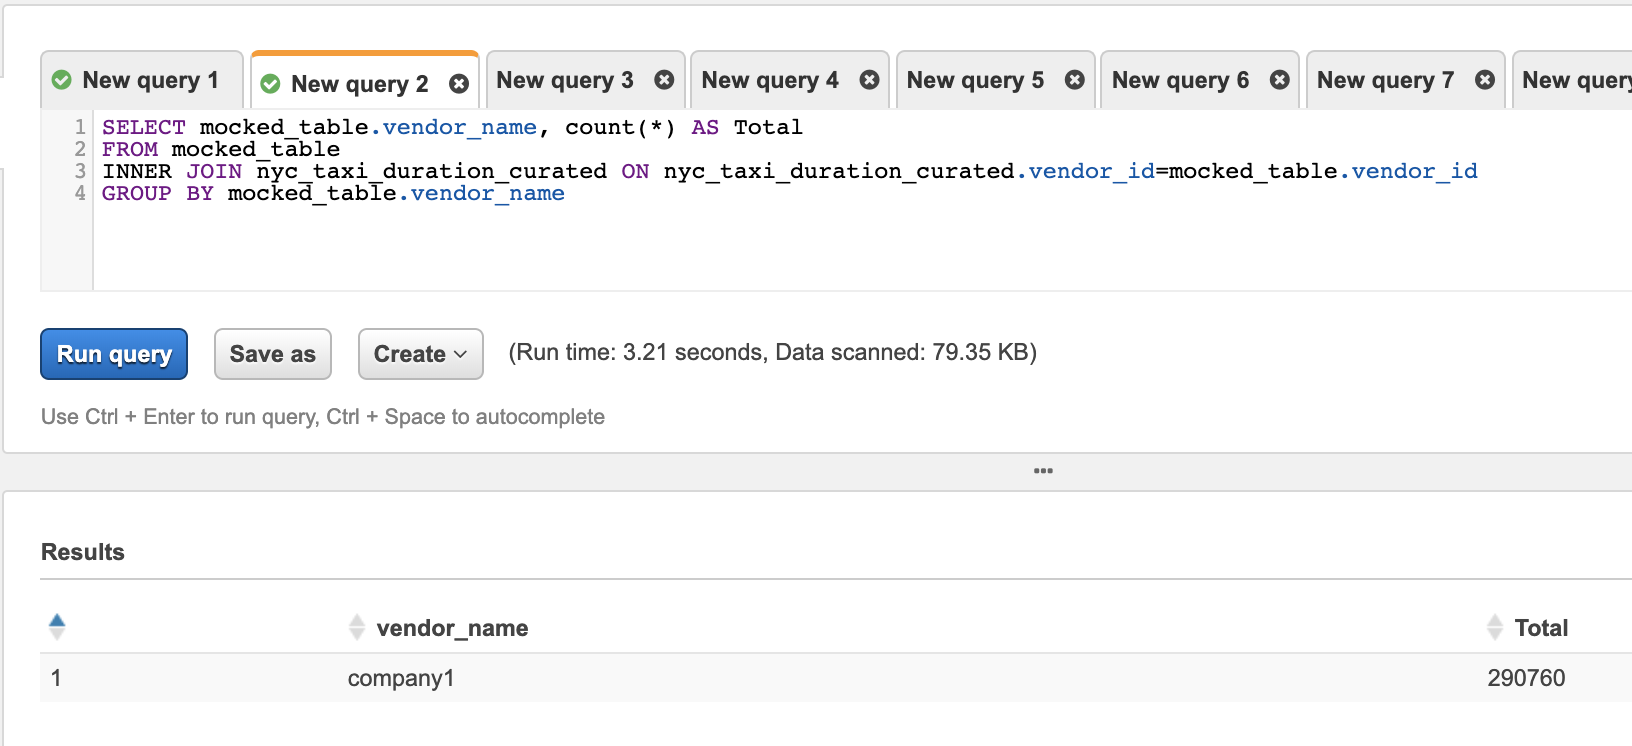 New query 1 New query 2 New query 3 New query 4 New query 5 New query 6 New query 7 New query
1 SELECT mocked_table.vendor_name, count(*) AS Total
2 FROM mocked_table
3 INNER JOIN nyc_taxi_duration_curated ON nyc_taxi_duration_curated.vendor_id=mocked_table.vendor_id
4 GROUP BY mocked_table.vendor_name
Run query Save as Create (Run time: 3.21 seconds, Data scanned: 79.35 KB)
Use Ctrl + Enter to run query, Ctrl + Space to autocomplete
Results
vendor_name Total
1 company1 290760